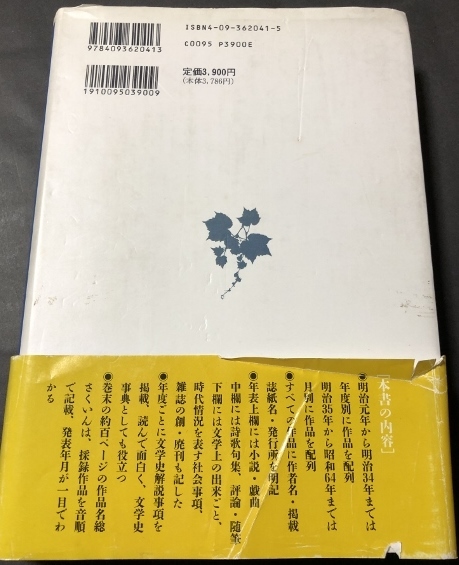 ISBN4-09-362041-5
C0095 P3900E
9784093620413
定価3,900円
(本体3,786円)
1910095039009
[本書の内容]
●明治元年から明治34年までは
年度別に作品を配列
明治35年から昭和64年までは
月別に作品を配列
●すべての作品に作者名・掲載
誌紙名・発行所を明記
●年表上欄には小説・戯曲
中欄には詩歌句集、評論・随筆
下欄には文学上の出来ごと、
時代情況を表す社会事項、
雑誌の創・廃刊も記した
●年度ごとに文学史解説事項を
掲載、読んで面白く、文学史
事典としても役立つ
●巻末の約百ページの作品名総
さくいんは、採録作品を音順
で記載、発表年月が一目でわ
かる